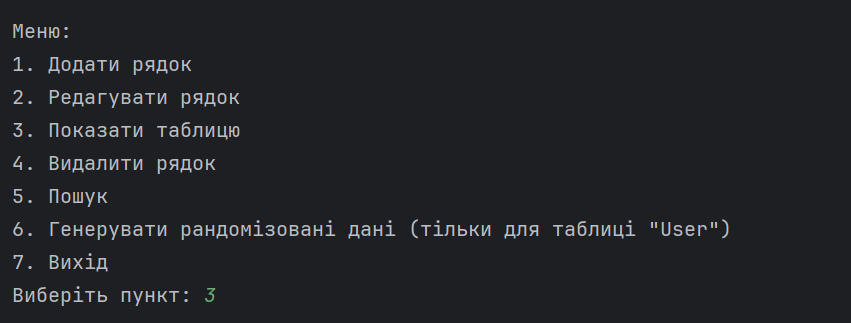 Меню:
1. Додати рядок
2. Редагувати рядок
3. Показати таблицю
4. Видалити рядок
5. Пошук
6. Генерувати рандомізовані дані (тільки для таблиці "User")
7. Вихід
Виберіть пункт: 3